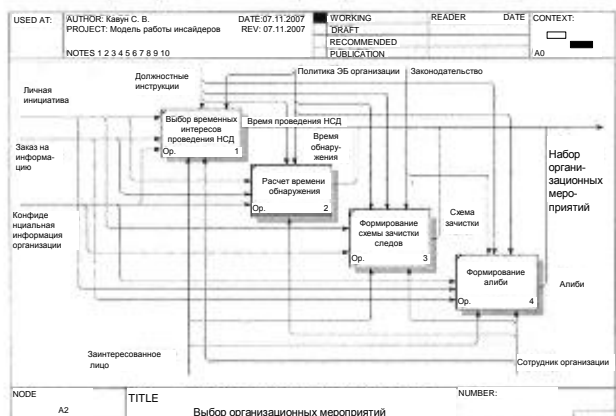 USED AT:
AUTHOR: Кавун С. В.
DATE:07.11.2007
WORKING
READER
DATE
CONTEXT:
PROJECT: Модель работы инсайдеров
REV: 07.11.2007
DRAFT
RECOMMENDED
NOTES 1 2 3 4 5 6 7 8 9 10
PUBLICATION
A0
Должностные
инструкции
Политика ЭБ организации
Законодательство
Личная
инициатива
Выбор временных
интересов
проведения НСД
Ор.
1
Время проведения НСД
Время
обнару-
жения
Заказ на
информа-
цию
Расчет времени
обнаружения
Ор.
2
Набор
органи-
зационных
меро-
приятий
Конфиде
нциальная
информация
организации
Формирование
схемы зачистки
следов
Ор.
3
Схема
зачистки
Формирование
алиби
Ор.
4
Алиби
Заинтересованное
лицо
Сотрудник организации
NODE
A2
TITLE
Выбор организационных мероприятий
NUMBER: